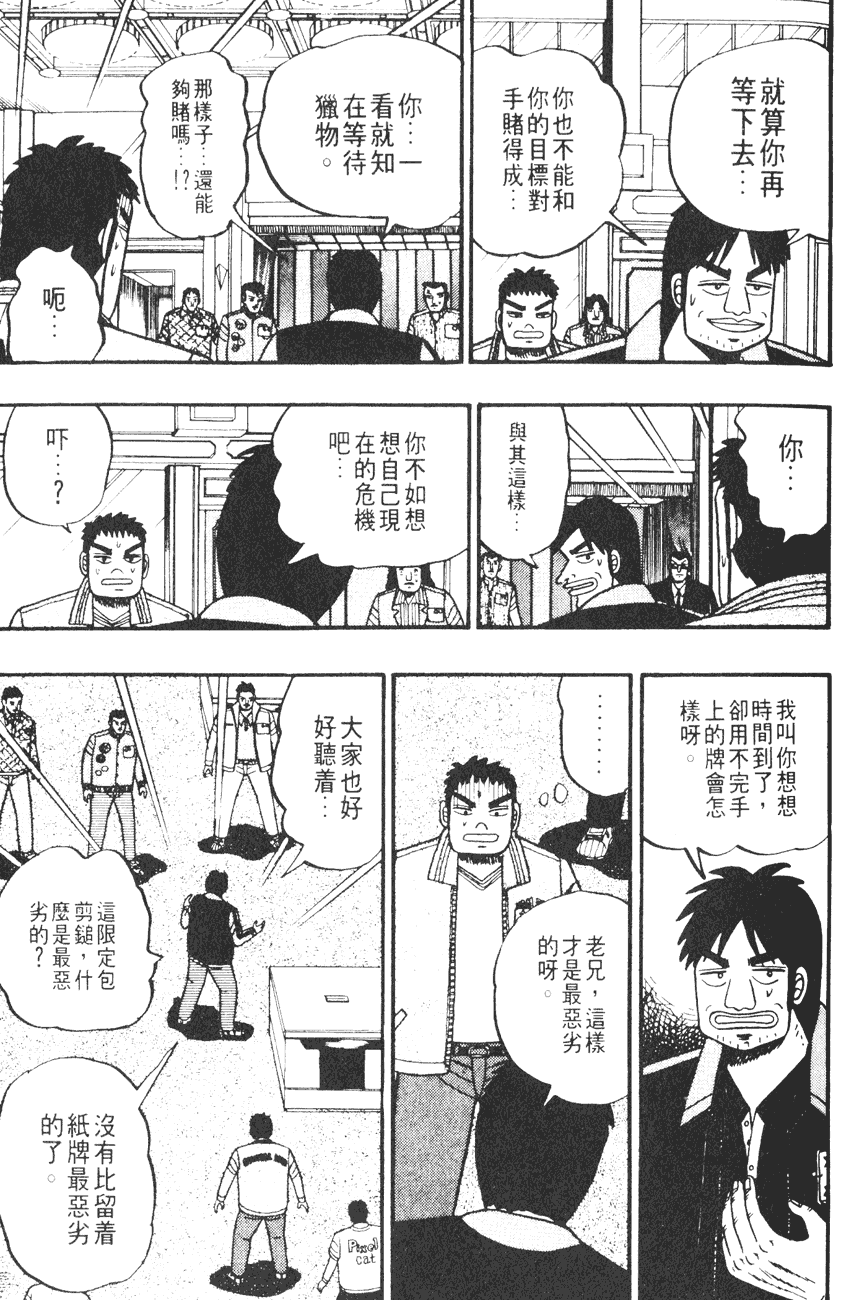 就算你再
等下去…
你也不能和
你的目標對
手賭得成…
你…一
看就知
在等待
獵物。
那樣子…還能
夠賭嗎…!?
呃…
你…
與其這樣…
你不如想
想自己現
在的危機
吧…
吓…?
我叫你想想
時間到了，
卻用不完手
上的牌會怎
樣呀。
………
老兄，這樣
才是最惡劣
的呀。
大家也好
好聽着…
這限定包
剪鎚，什
麼是最惡
劣的?
沒有比留着
紙牌最惡劣
的了。
Pixel
cat